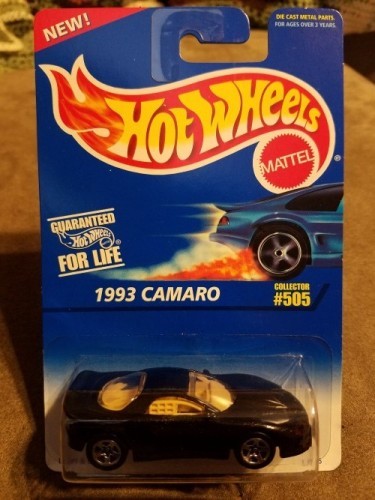 NEW!
DIE CAST METAL PARTS.
FOR AGES OVER 3 YEARS.
Hot Wheels
®
MATTEL
GUARANTEED
Hot Wheels
FOR LIFE
1993 CAMARO
COLLECTOR
#505